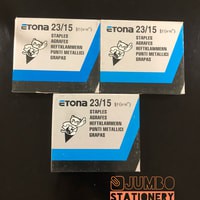 ETONA 23/15
STAPLES
AGRAFES
HEFTKLAMMERN
PUNTI METALLICI
GRAPAS
ETONA 23/15
STAPLES
AGRAFES
HEFTKLAMMERN
PUNTI METALLICI
GRAPAS
ETONA 23/15
STAPLES
AGRAFES
HEFTKLAMMERN
PUNTI METALLICI
GRAPAS
JUMBO
STATIONERY